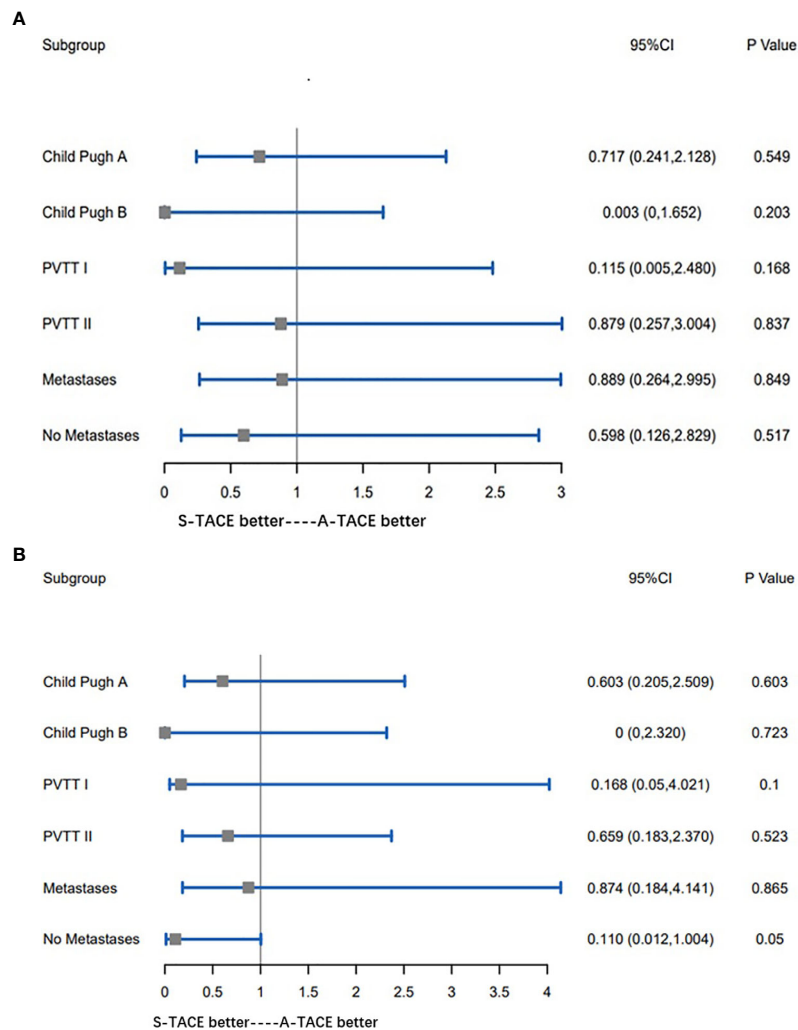 A
Subgroup 95%CI P Value
Child Pugh A 0.717 (0.241,2.128) 0.549
Child Pugh B 0.003 (0,1.652) 0.203
PVTT I 0.115 (0.005,2.480) 0.168
PVTT II 0.879 (0.257,3.004) 0.837
Metastases 0.889 (0.264,2.995) 0.849
No Metastases 0.598 (0.126,2.829) 0.517
0 0.5 1 1.5 2 2.5 3
S-TACE better----A-TACE better
B
Subgroup 95%CI P Value
Child Pugh A 0.603 (0.205,2.509) 0.603
Child Pugh B 0 (0,2.320) 0.723
PVTT I 0.168 (0.05,4.021) 0.1
PVTT II 0.659 (0.183,2.370) 0.523
Metastases 0.874 (0.184,4.141) 0.865
No Metastases 0.110 (0.012,1.004) 0.05
0 0.5 1 1.5 2 2.5 3 3.5 4
S-TACE better----A-TACE better